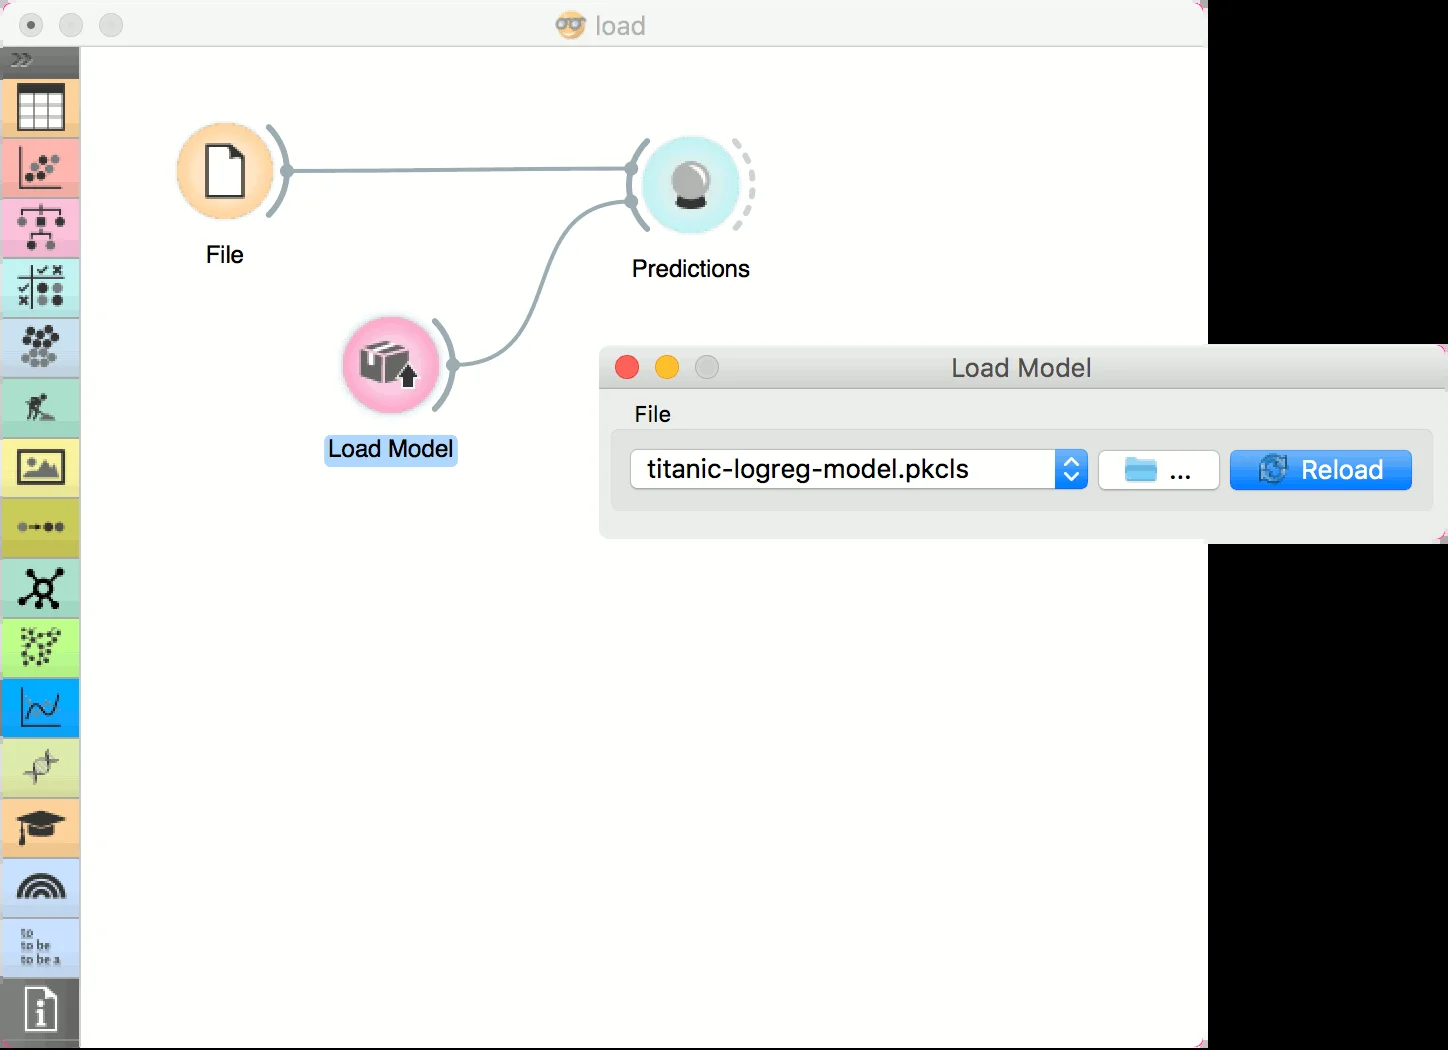 load
File
Predictions
Load Model
Load Model
File
titanic-logreg-model.pkcls
...
Reload
to
to be
to be a
i